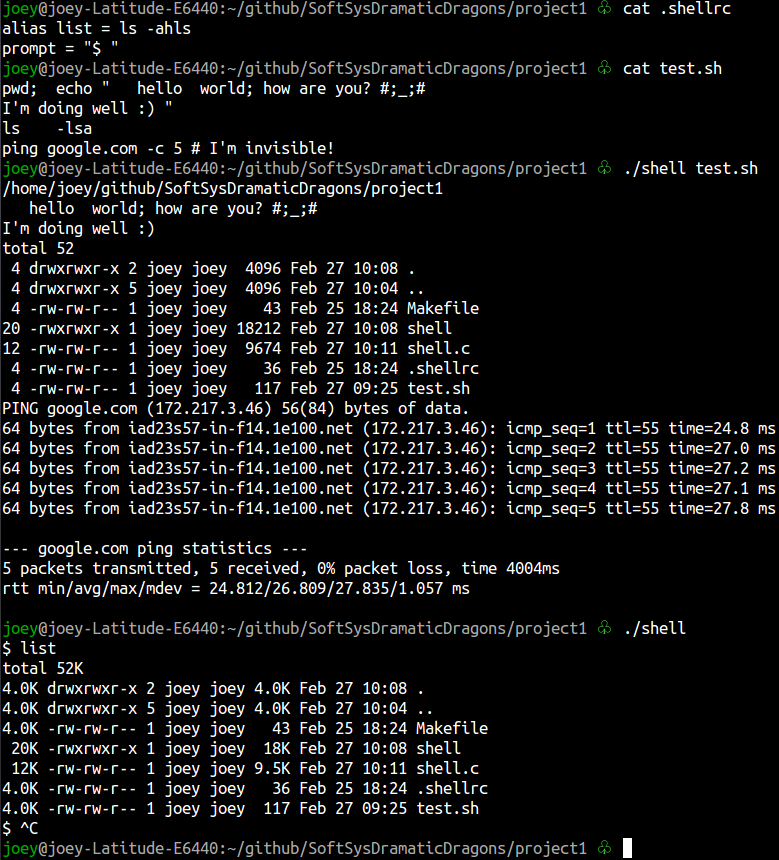 joey@joey-Latitude-E6440:~/github/SoftSysDramaticDragons/project1 ♧ cat .shellrc
alias list = ls -ahls
prompt = "$ "
joey@joey-Latitude-E6440:~/github/SoftSysDramaticDragons/project1 ♧ cat test.sh
pwd;  echo "   hello  world; how are you? #;_;#
I'm doing well :) "
ls    -lsa
ping google.com -c 5 # I'm invisible!
joey@joey-Latitude-E6440:~/github/SoftSysDramaticDragons/project1 ♧ ./shell test.sh
/home/joey/github/SoftSysDramaticDragons/project1
   hello  world; how are you? #;_;#
I'm doing well :)
total 52
 4 drwxrwxr-x 2 joey joey  4096 Feb 27 10:08 .
 4 drwxrwxr-x 5 joey joey  4096 Feb 27 10:04 ..
 4 -rw-rw-r-- 1 joey joey    43 Feb 25 18:24 Makefile
20 -rwxrwxr-x 1 joey joey 18212 Feb 27 10:08 shell
12 -rw-rw-r-- 1 joey joey  9674 Feb 27 10:11 shell.c
 4 -rw-rw-r-- 1 joey joey    36 Feb 25 18:24 .shellrc
 4 -rw-rw-r-- 1 joey joey   117 Feb 27 09:25 test.sh
PING google.com (172.217.3.46) 56(84) bytes of data.
64 bytes from iad23s57-in-f14.1e100.net (172.217.3.46): icmp_seq=1 ttl=55 time=24.8 ms
64 bytes from iad23s57-in-f14.1e100.net (172.217.3.46): icmp_seq=2 ttl=55 time=27.0 ms
64 bytes from iad23s57-in-f14.1e100.net (172.217.3.46): icmp_seq=3 ttl=55 time=27.2 ms
64 bytes from iad23s57-in-f14.1e100.net (172.217.3.46): icmp_seq=4 ttl=55 time=27.1 ms
64 bytes from iad23s57-in-f14.1e100.net (172.217.3.46): icmp_seq=5 ttl=55 time=27.8 ms

--- google.com ping statistics ---
5 packets transmitted, 5 received, 0% packet loss, time 4004ms
rtt min/avg/max/mdev = 24.812/26.809/27.835/1.057 ms

joey@joey-Latitude-E6440:~/github/SoftSysDramaticDragons/project1 ♧ ./shell
$ list
total 52K
4.0K drwxrwxr-x 2 joey joey 4.0K Feb 27 10:08 .
4.0K drwxrwxr-x 5 joey joey 4.0K Feb 27 10:04 ..
4.0K -rw-rw-r-- 1 joey joey   43 Feb 25 18:24 Makefile
 20K -rwxrwxr-x 1 joey joey  18K Feb 27 10:08 shell
 12K -rw-rw-r-- 1 joey joey 9.5K Feb 27 10:11 shell.c
4.0K -rw-rw-r-- 1 joey joey   36 Feb 25 18:24 .shellrc
4.0K -rw-rw-r-- 1 joey joey  117 Feb 27 09:25 test.sh
$ ^C
joey@joey-Latitude-E6440:~/github/SoftSysDramaticDragons/project1 ♧